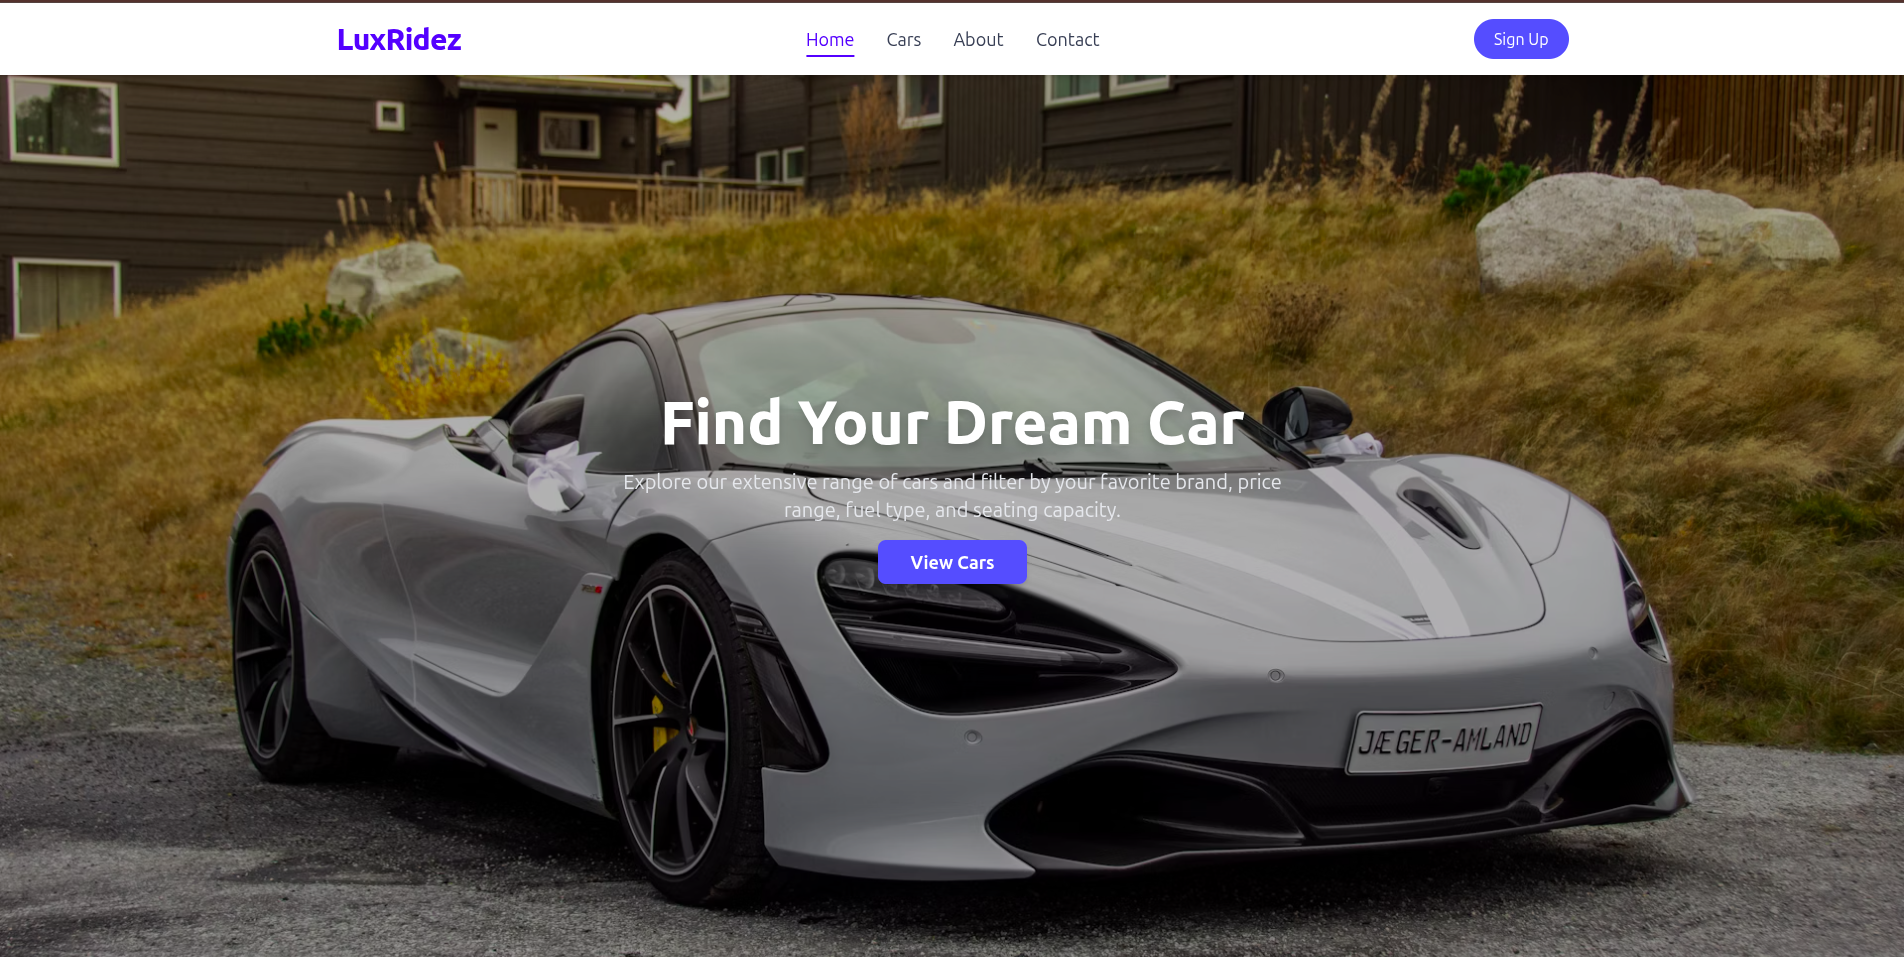 LuxRidez
Home Cars About Contact
Sign Up
Find Your Dream Car
Explore our extensive range of cars and filter by your favorite brand, price
range, fuel type, and seating capacity.
View Cars
JÆGER-AMLAND